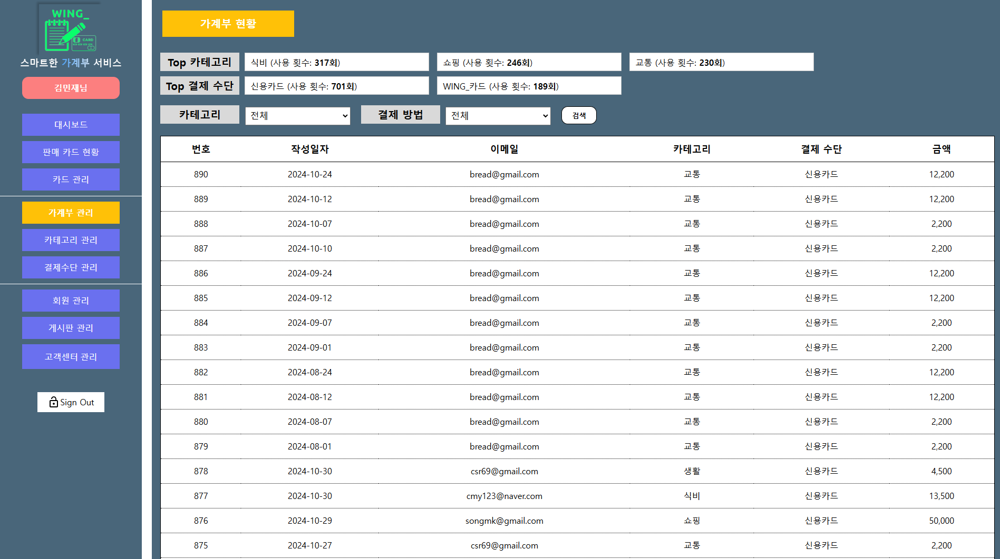 WING_
CARD
스마트한 가계부 서비스
김민재님
대시보드
판매 카드 현황
카드 관리
가계부 관리
카테고리 관리
결제수단 관리
회원 관리
게시판 관리
고객센터 관리
Sign Out
가계부 현황
Top 카테고리 식비 (사용 횟수: 317회) 쇼핑 (사용 횟수: 246회) 교통 (사용 횟수: 230회)
Top 결제 수단 신용카드 (사용 횟수: 701회) WING_카드 (사용 횟수: 189회)
카테고리 전체 결제 방법 전체 검색
번호 작성일자 이메일 카테고리 결제 수단 금액
890 2024-10-24 bread@gmail.com 교통 신용카드 12,200
889 2024-10-12 bread@gmail.com 교통 신용카드 12,200
888 2024-10-07 bread@gmail.com 교통 신용카드 2,200
887 2024-10-10 bread@gmail.com 교통 신용카드 2,200
886 2024-09-24 bread@gmail.com 교통 신용카드 12,200
885 2024-09-12 bread@gmail.com 교통 신용카드 12,200
884 2024-09-07 bread@gmail.com 교통 신용카드 2,200
883 2024-09-01 bread@gmail.com 교통 신용카드 2,200
882 2024-08-24 bread@gmail.com 교통 신용카드 12,200
881 2024-08-12 bread@gmail.com 교통 신용카드 12,200
880 2024-08-07 bread@gmail.com 교통 신용카드 2,200
879 2024-08-01 bread@gmail.com 교통 신용카드 2,200
878 2024-10-30 csr69@gmail.com 생활 신용카드 4,500
877 2024-10-30 cmy123@naver.com 식비 신용카드 13,500
876 2024-10-29 songmk@gmail.com 쇼핑 신용카드 50,000
875 2024-10-27 csr69@gmail.com 교통 신용카드 2,200